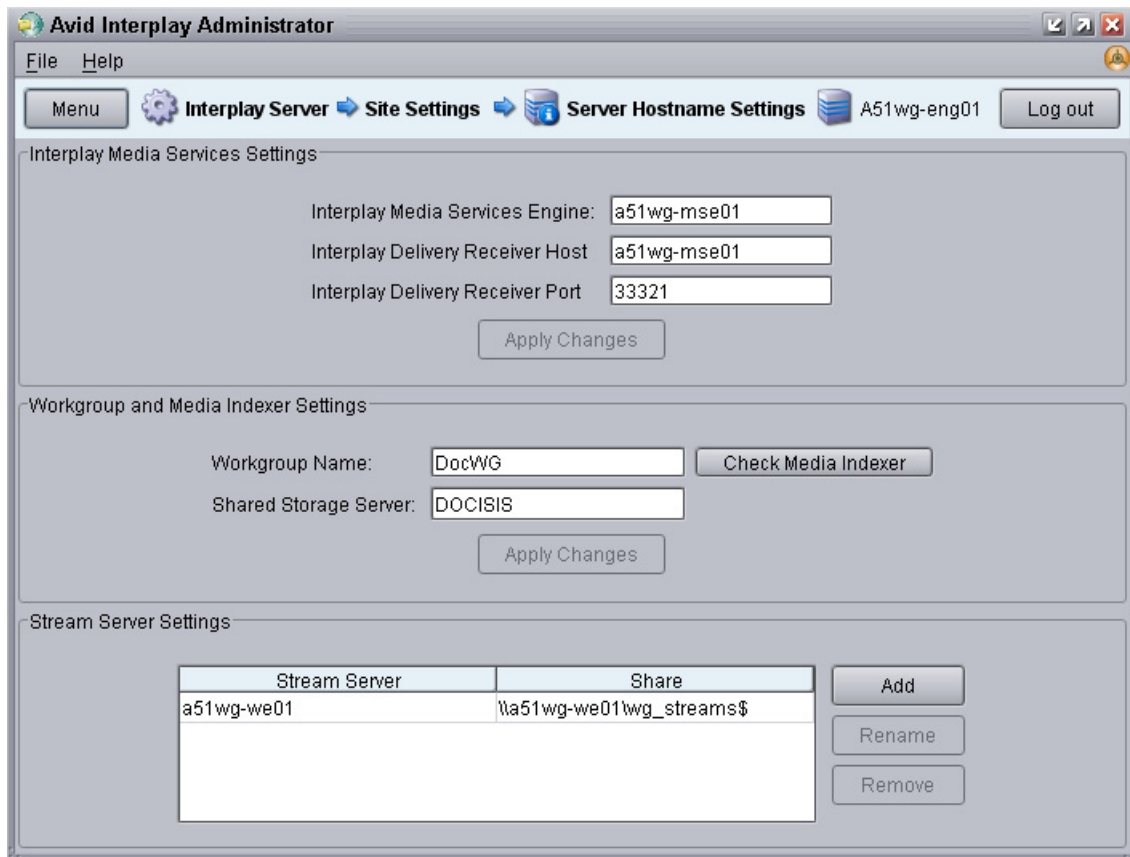 Avid Interplay Administrator
File Help
Menu Interplay Server Site Settings Server Hostname Settings A51wg-eng01 Log out
Interplay Media Services Settings
Interplay Media Services Engine: a51wg-mse01
Interplay Delivery Receiver Host a51wg-mse01
Interplay Delivery Receiver Port 33321
Apply Changes
Workgroup and Media Indexer Settings
Workgroup Name: DocWG Check Media Indexer
Shared Storage Server: DOCISIS
Apply Changes
Stream Server Settings
Stream Server Share Add
a51wg-we01 \\a51wg-we01\wg_streams$
Rename
Remove